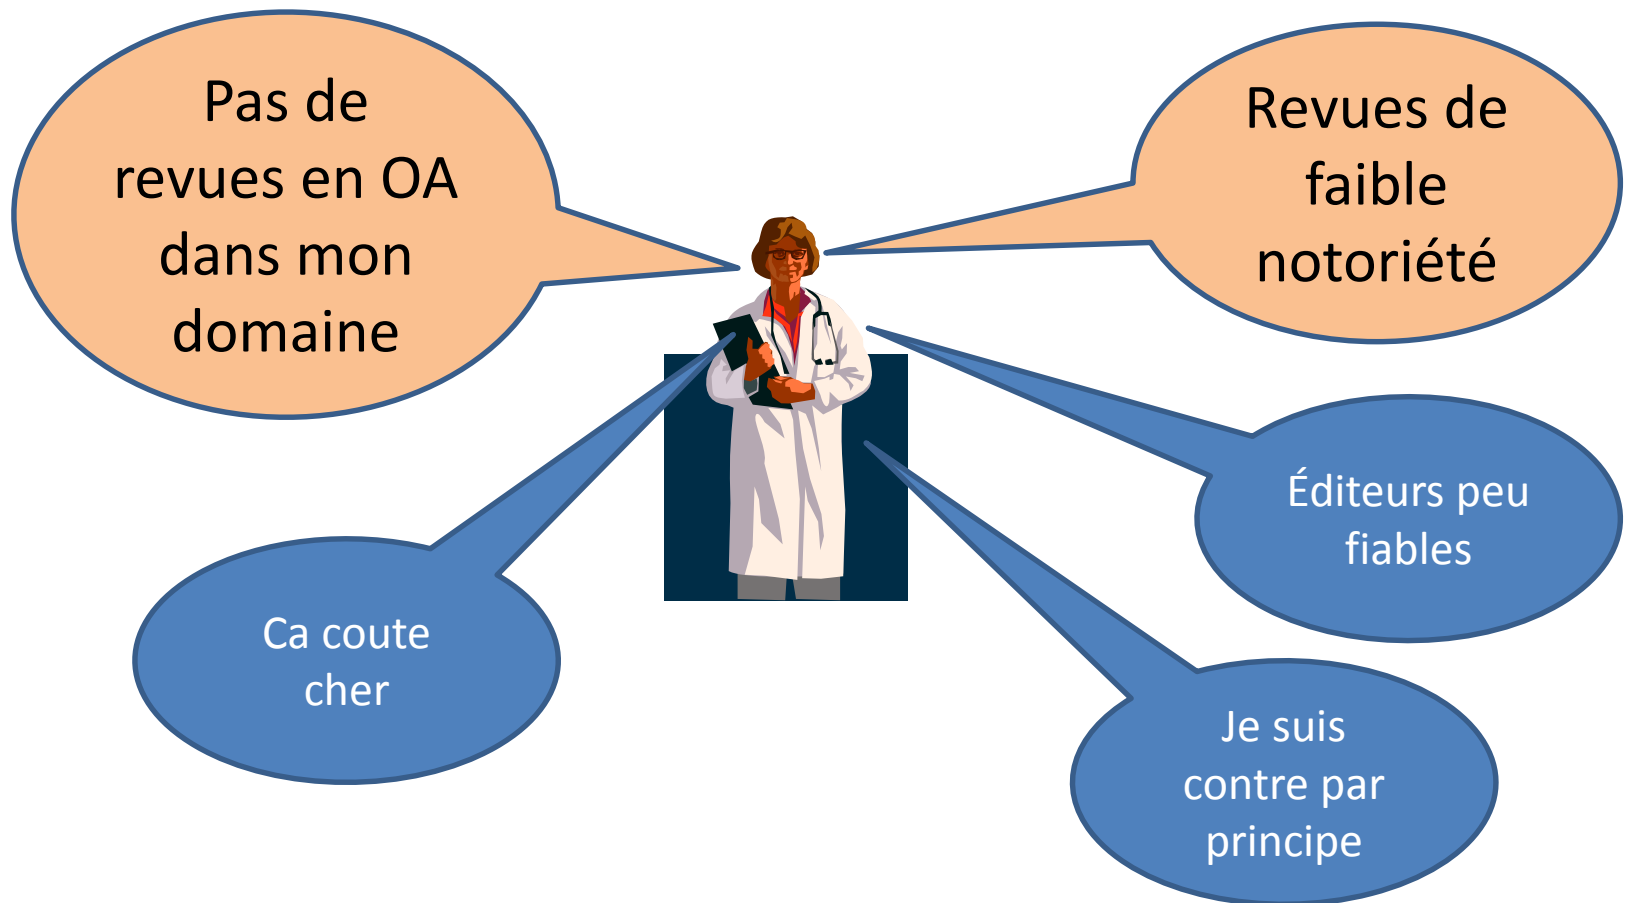 Pas de
revues en OA
dans mon
domaine
Revues de
faible
notoriété
Éditeurs peu
fiables
Ca coute
cher
Je suis
contre par
principe